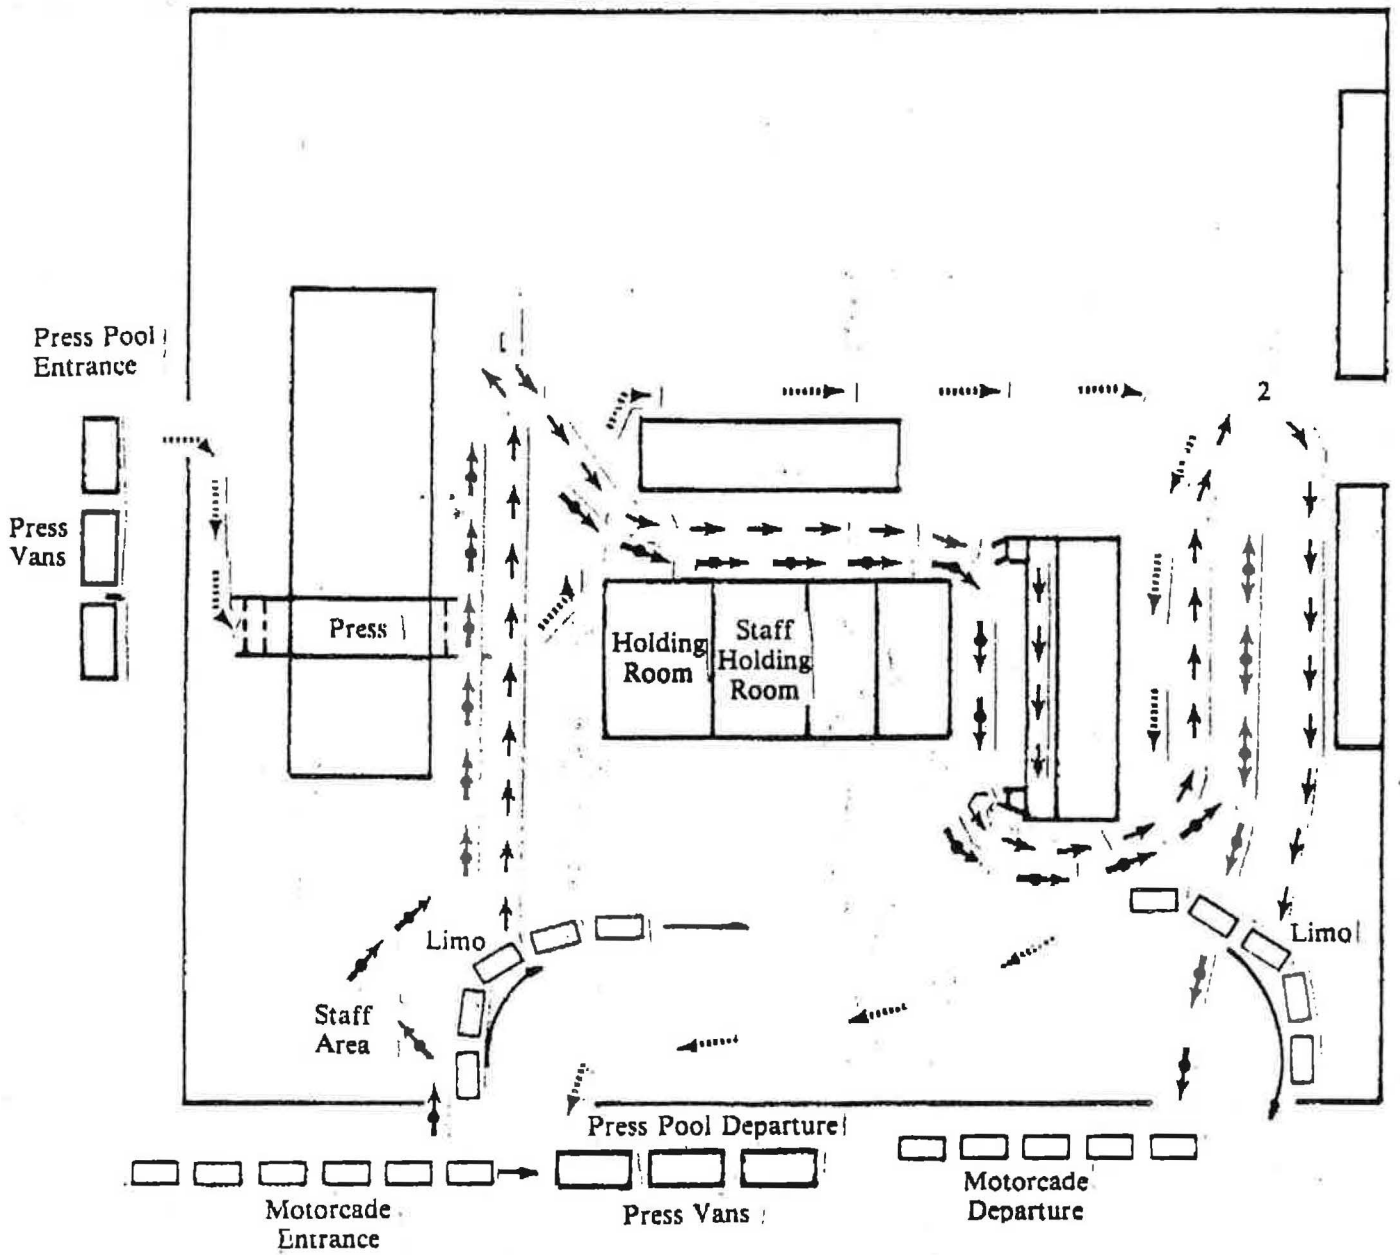 Press Pool
Entrance
2
Press
Vans
Press
Holding
Room
Staff
Holding
Room
Limo
Limo
Staff
Area
Press Pool Departure
Motorcade
Entrance
Press Vans
Motorcade
Departure